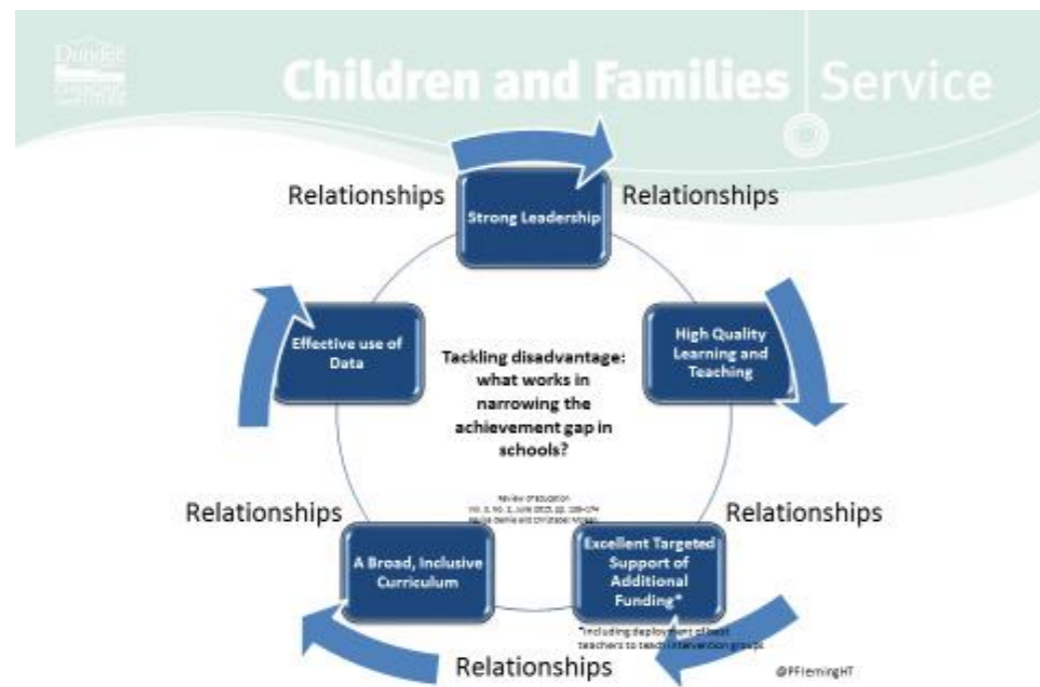 Dundee
Children and Families Service
Relationships
Relationships
Strong Leadership
Effective use of
Data
High Quality
Learning and
Teaching
Tackling disadvantage:
what works in
narrowing the
achievement gap in
schools?
Review of Education
Relationships
Relationships
A Broad, Inclusive
Curriculum
Excellent Targeted
Support of
Additional
Funding*
*Including deployment of best
teachers to teach intervention groups
Relationships
@PFlemingHT